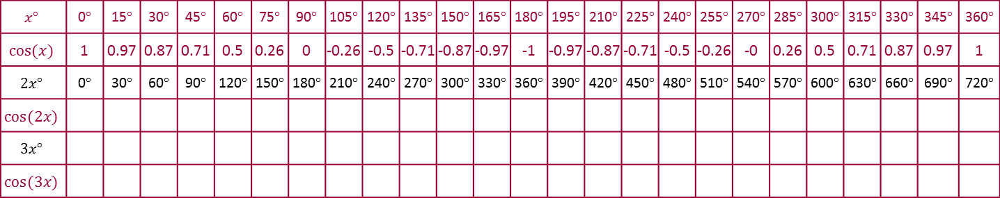 x° 0° 15° 30° 45° 60° 75° 90° 105° 120° 135° 150° 165° 180° 195° 210° 225° 240° 255° 270° 285° 300° 315° 330° 345° 360°
cos(x) 1 0.97 0.87 0.71 0.5 0.26 0 -0.26 -0.5 -0.71 -0.87 -0.97 -1 -0.97 -0.87 -0.71 -0.5 -0.26 -0 0.26 0.5 0.71 0.87 0.97 1
2x° 0° 30° 60° 90° 120° 150° 180° 210° 240° 270° 300° 330° 360° 390° 420° 450° 480° 510° 540° 570° 600° 630° 660° 690° 720°
cos(2x)
3x°
cos(3x)